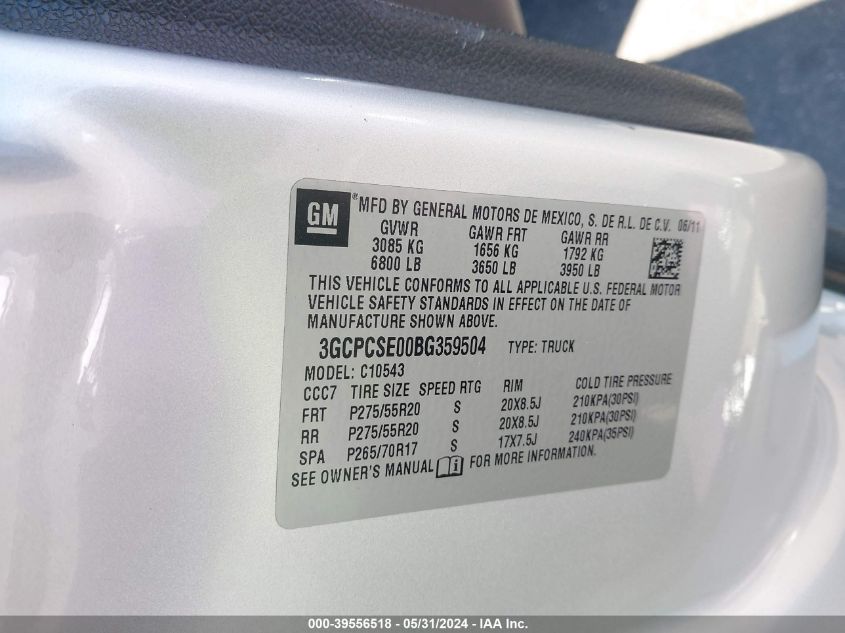 GM ® MFD BY GENERAL MOTORS DE MEXICO, S. DE R.L. DE C.V. 06/11
GVWR GAWR FRT GAWR RR
3085 KG 1656 KG 1792 KG
6800 LB 3650 LB 3950 LB
THIS VEHICLE CONFORMS TO ALL APPLICABLE U.S. FEDERAL MOTOR
VEHICLE SAFETY STANDARDS IN EFFECT ON THE DATE OF
MANUFACTURE SHOWN ABOVE.
3GCPCSE00BG359504 TYPE: TRUCK
MODEL: C10543
CCC7 TIRE SIZE SPEED RTG RIM COLD TIRE PRESSURE
FRT P275/55R20 S 20X8.5J 210KPA(30PSI)
RR P275/55R20 S 20X8.5J 210KPA(30PSI)
SPA P265/70R17 S 17X7.5J 240KPA(35PSI)
SEE OWNER'S MANUAL FOR MORE INFORMATION.
000-39556518 - 05/31/2024 - IAA Inc.